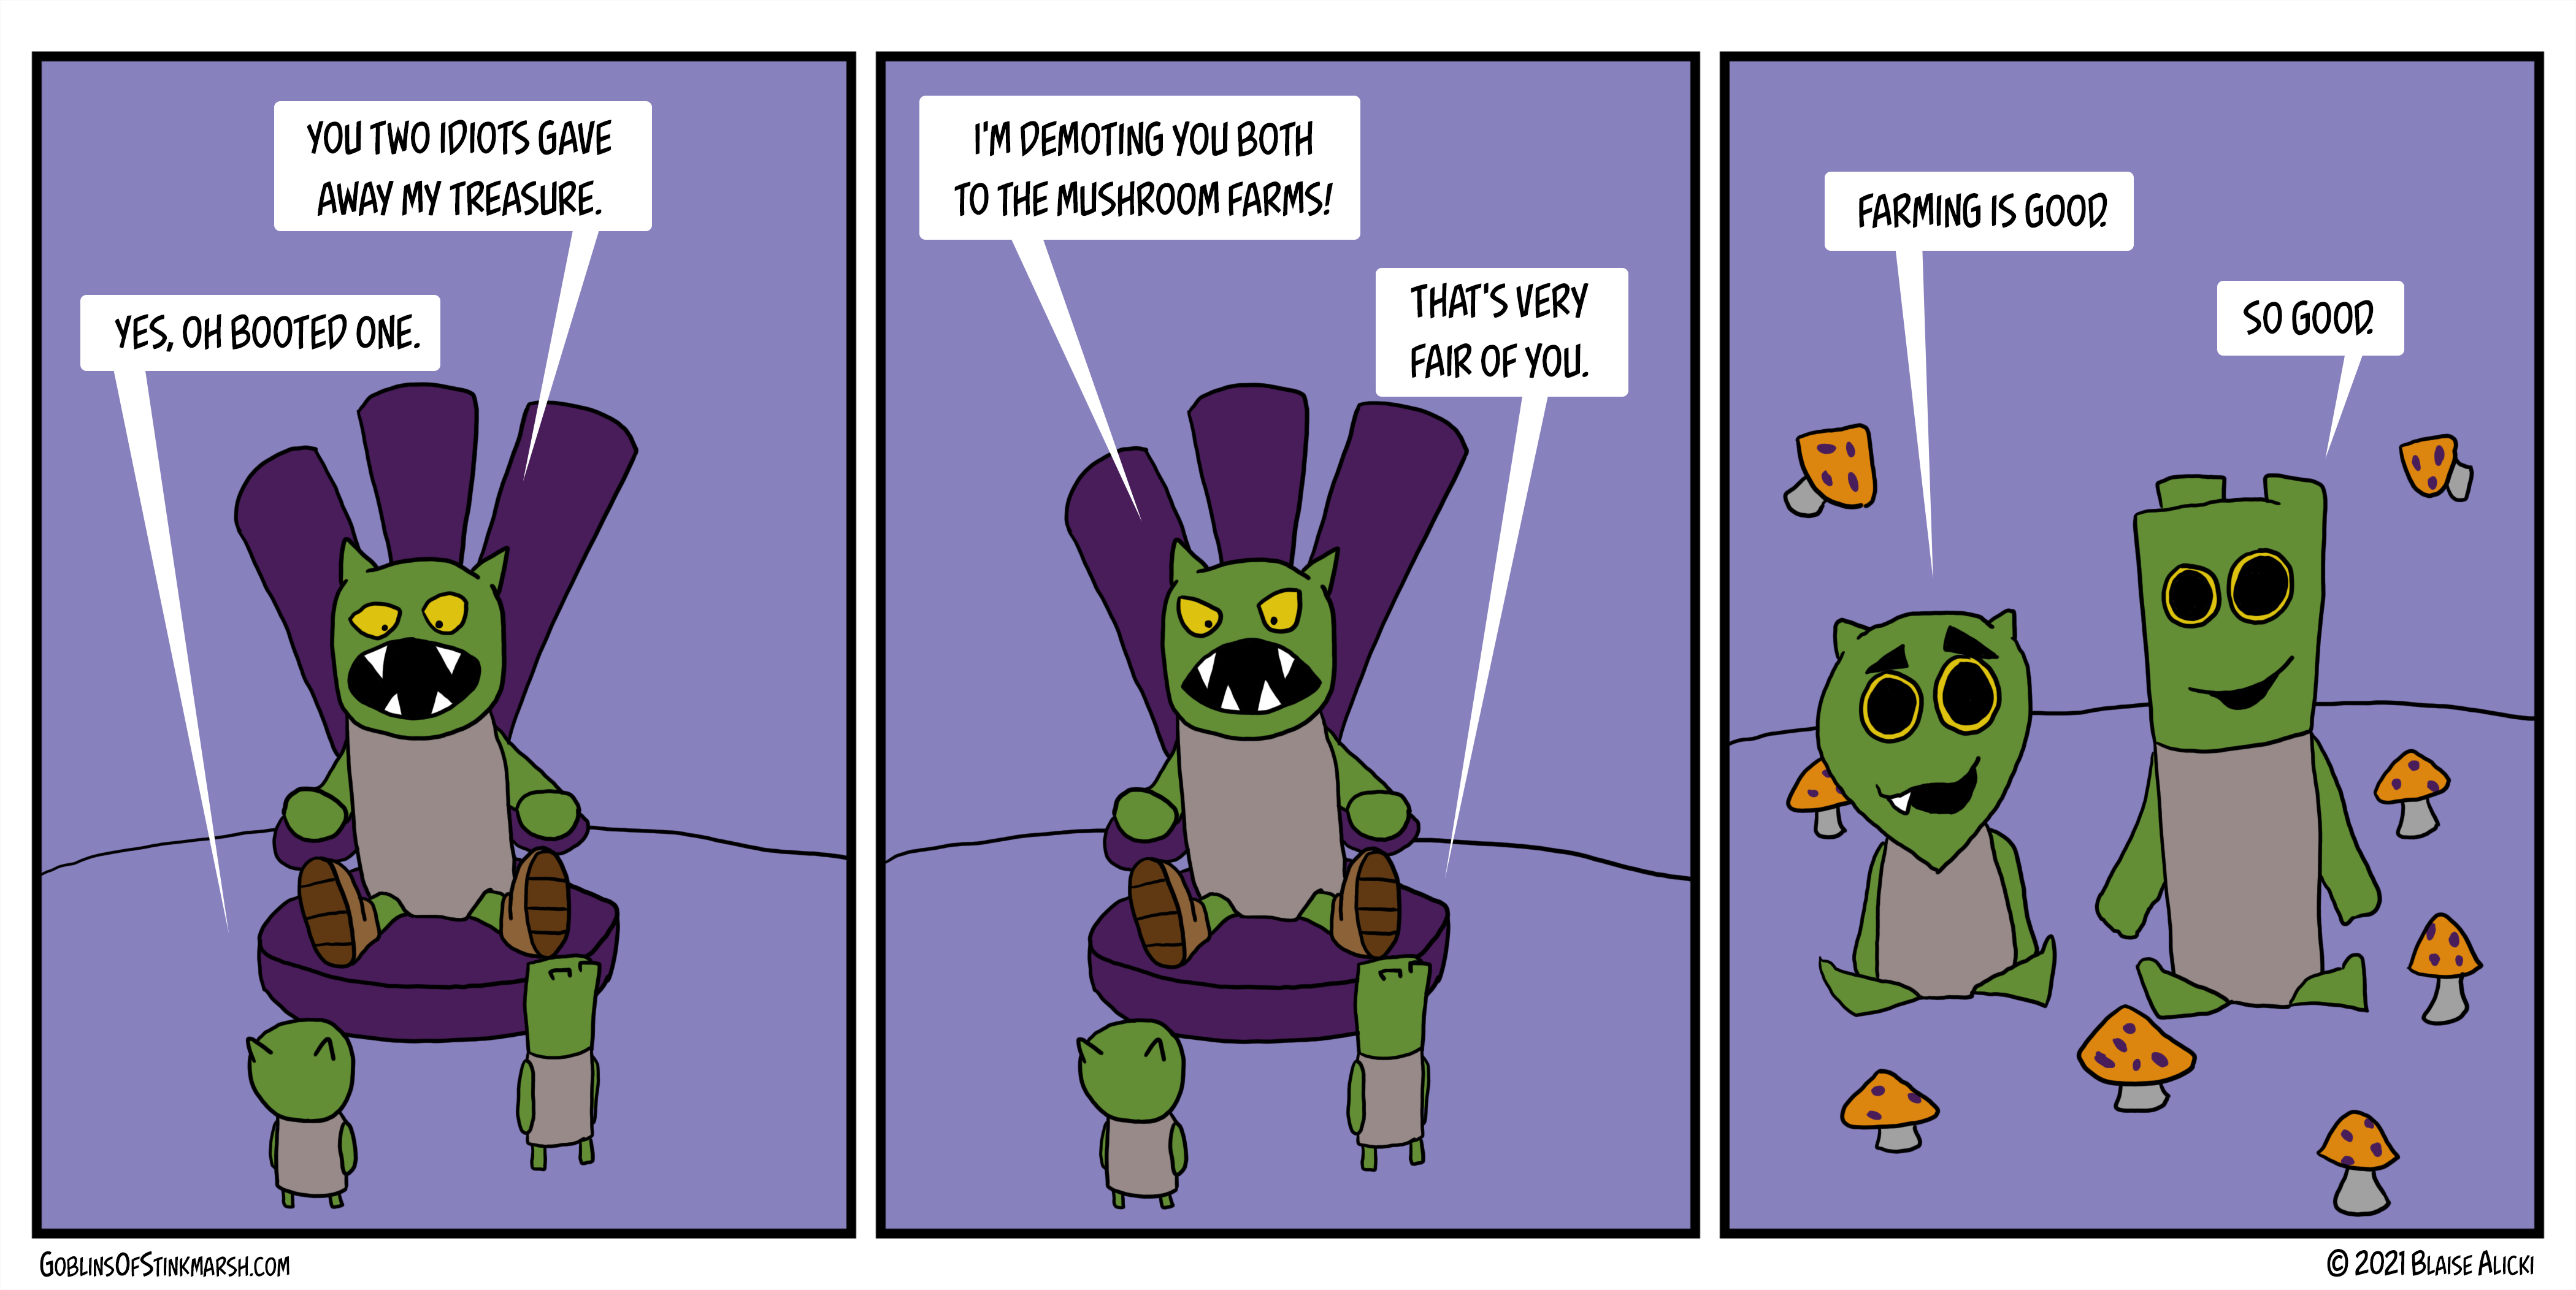 YOU TWO IDIOTS GAVE
AWAY MY TREASURE.
YES, OH BOOTED ONE.
I'M DEMOTING YOU BOTH
TO THE MUSHROOM FARMS!
THAT'S VERY
FAIR OF YOU.
FARMING IS GOOD.
SO GOOD.
GOBLINSOFSTINKMARSH.COM
© 2021 BLAISE ALICKI